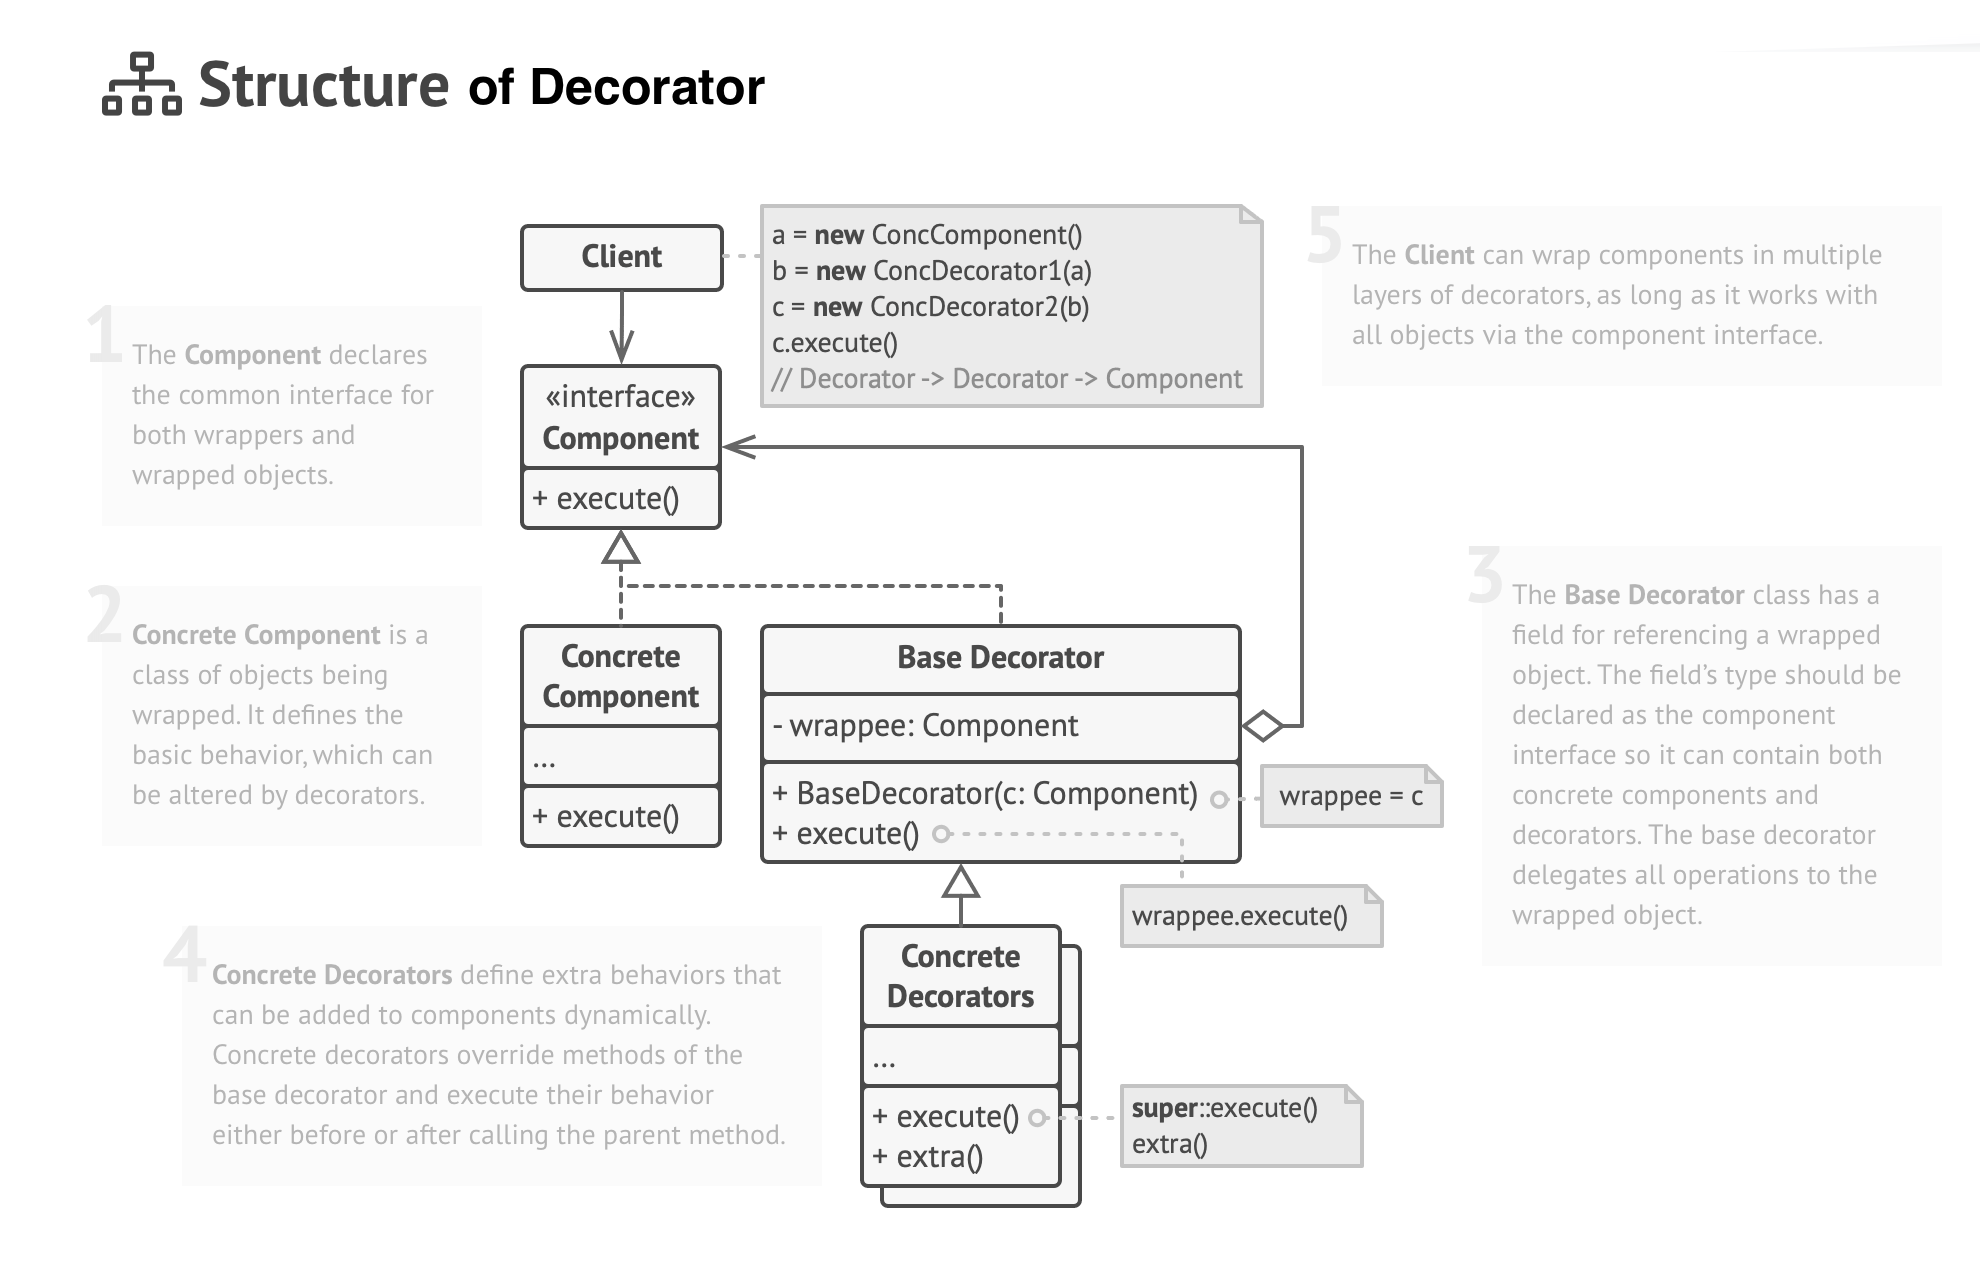 Structure of Decorator
Client
a = new ConcComponent()
b = new ConcDecorator1(a)
c = new ConcDecorator2(b)
c.execute()
// Decorator -> Decorator -> Component
5
The Client can wrap components in multiple
layers of decorators, as long as it works with
all objects via the component interface.
1
The Component declares
the common interface for
both wrappers and
wrapped objects.
«interface»
Component
+ execute()
2
Concrete Component is a
class of objects being
wrapped. It defines the
basic behavior, which can
be altered by decorators.
Concrete
Component
...
+ execute()
Base Decorator
- wrappee: Component
+ BaseDecorator(c: Component)
+ execute()
wrappee = c
wrappee.execute()
3
The Base Decorator class has a
field for referencing a wrapped
object. The field's type should be
declared as the component
interface so it can contain both
concrete components and
decorators. The base decorator
delegates all operations to the
wrapped object.
4
Concrete Decorators define extra behaviors that
can be added to components dynamically.
Concrete decorators override methods of the
base decorator and execute their behavior
either before or after calling the parent method.
Concrete
Decorators
...
+ execute()
+ extra()
super::execute()
extra()